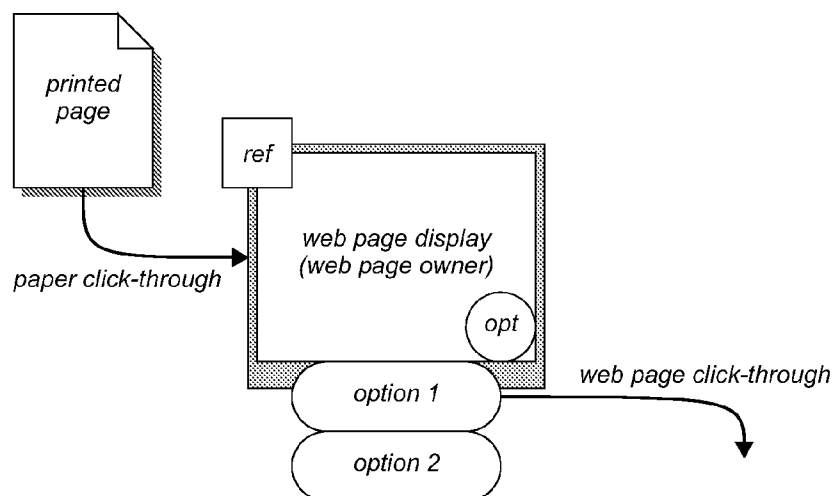 printed
page
ref
web page display
(web page owner)
paper click-through
opt
web page click-through
option 1
option 2